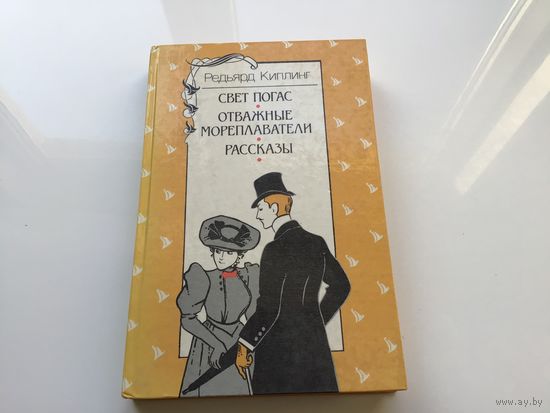 Редьярд Киплинг
СВЕТ ПОГАС
ОТВАЖНЫЕ
МОРЕПЛАВАТЕЛИ
РАССКАЗЫ
www.ay.by